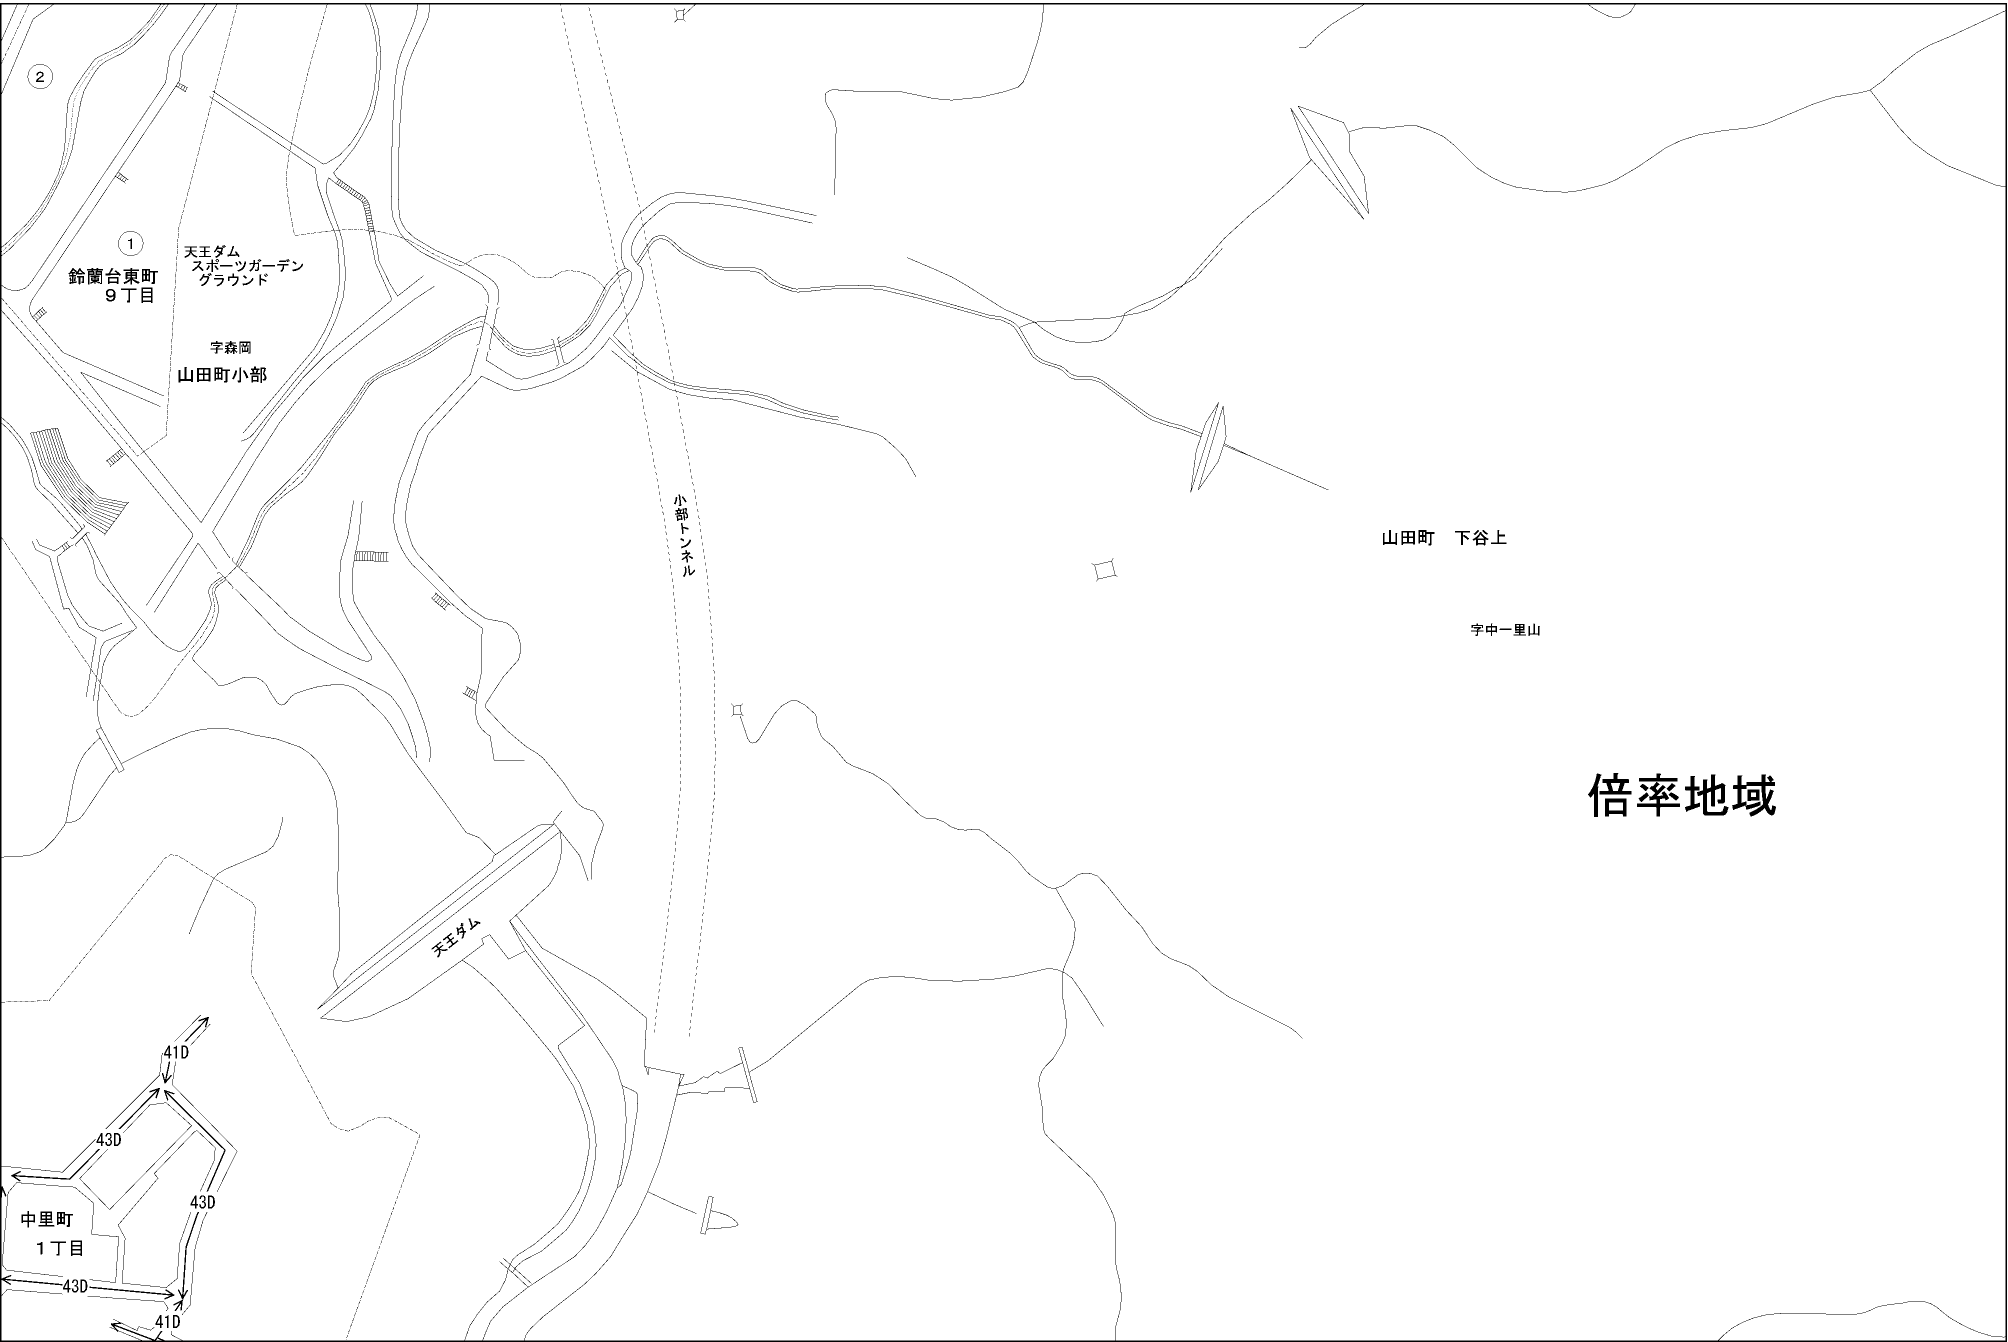 ②
①
鈴蘭台東町
９丁目
天王ダム
スポーツガーデン
グラウンド
字森岡
山田町小部
小部トンネル
山田町　下谷上
字中一里山
倍率地域
天王ダム
41D
43D
43D
中里町
１丁目
43D
41D